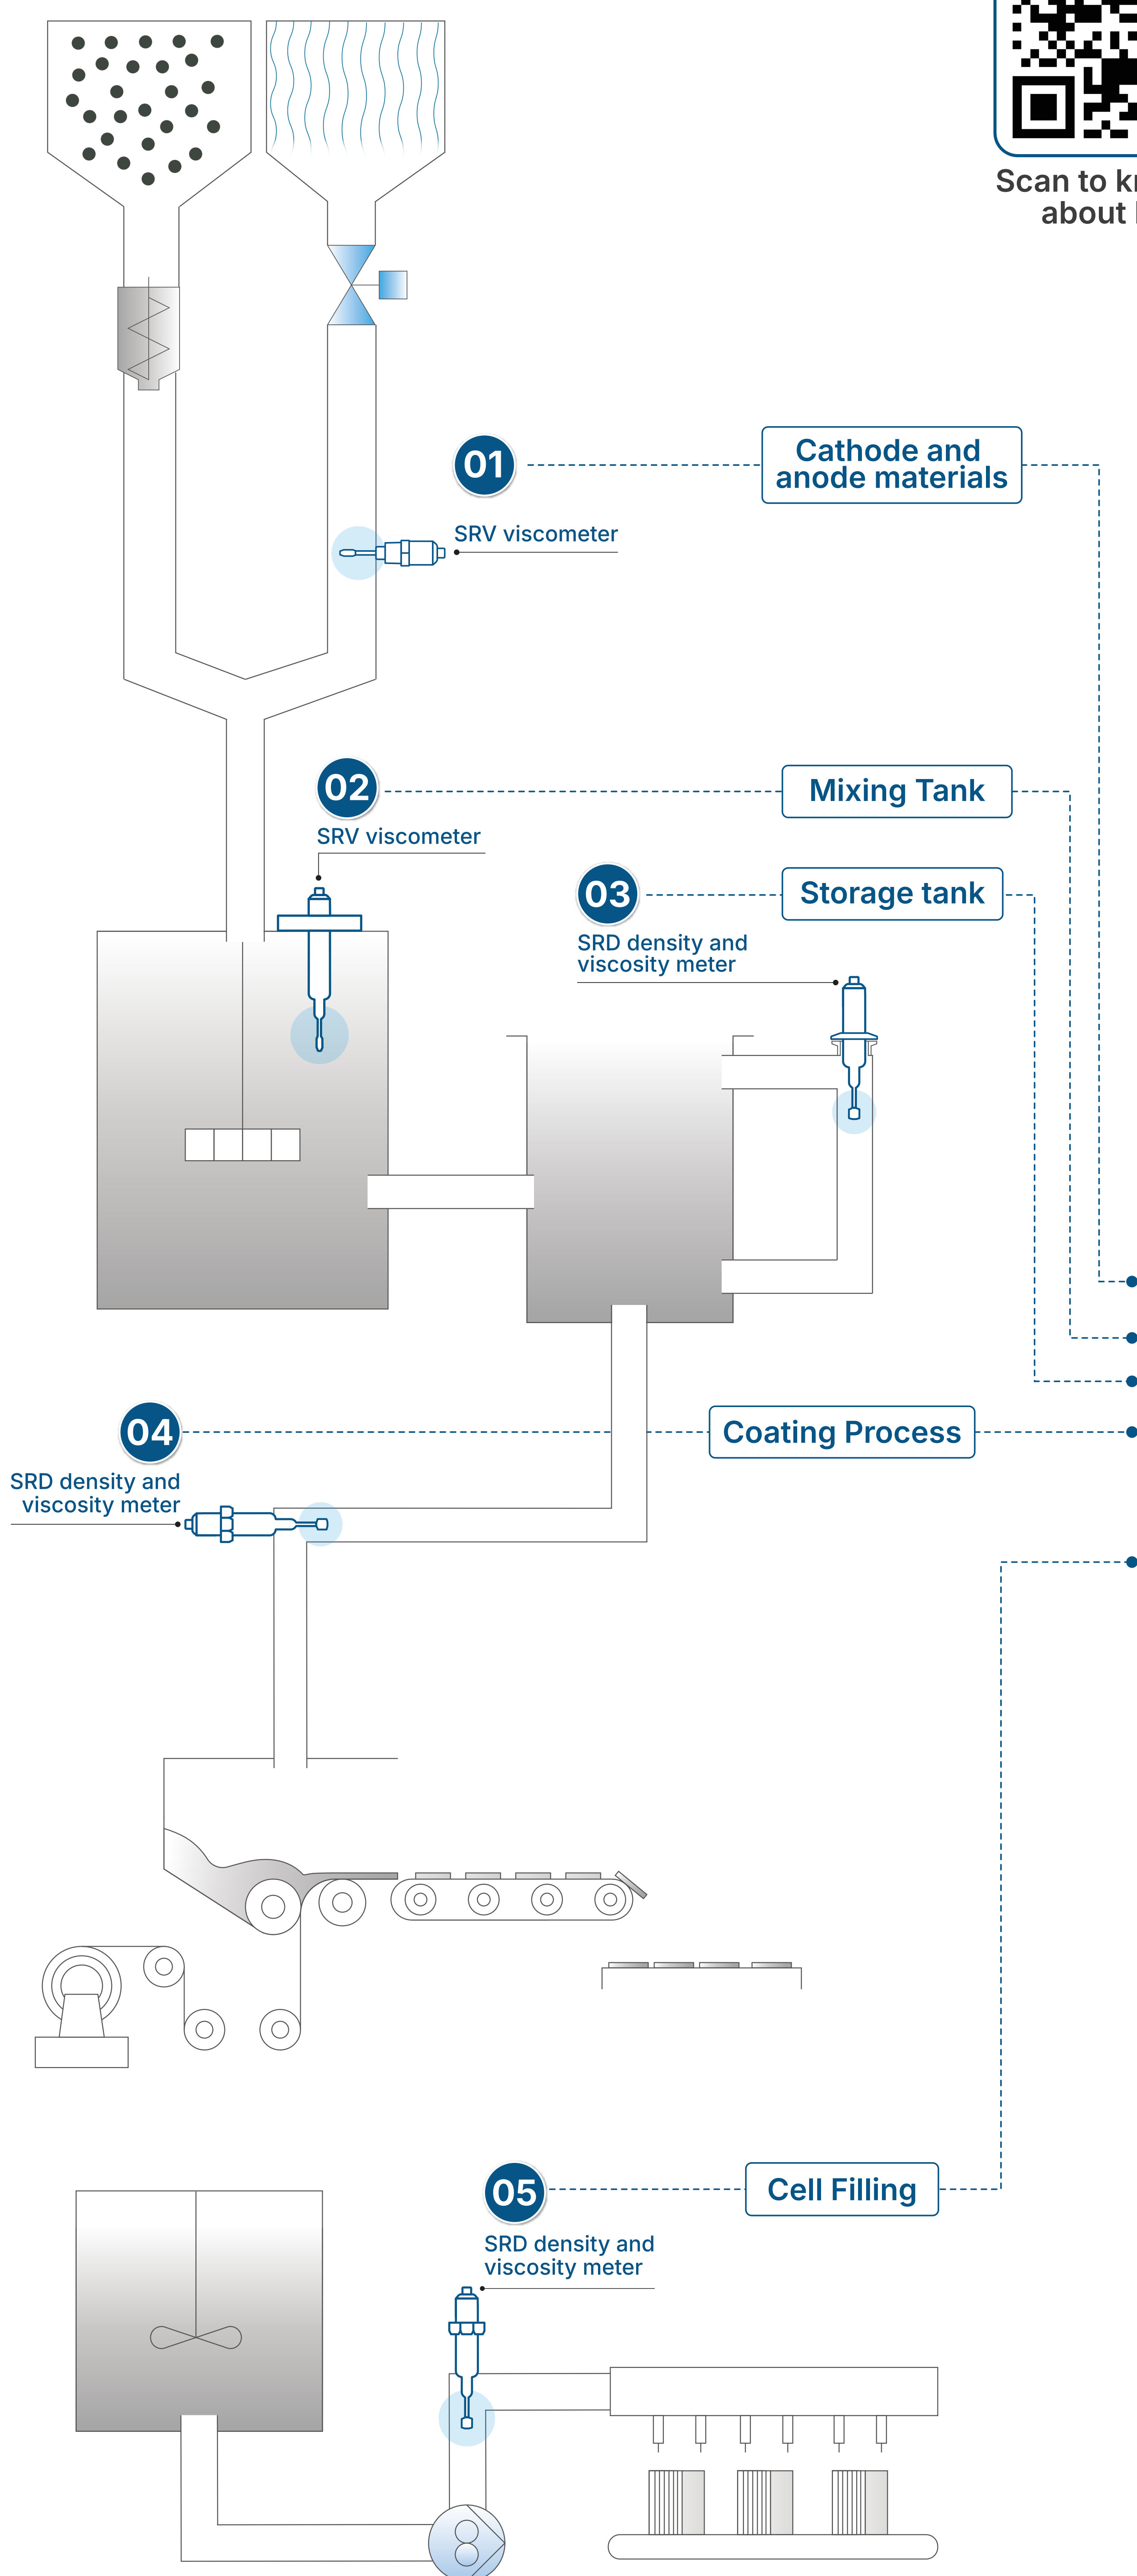 Scan to
about
01
Cathode and
anode materials
SRV viscometer
02
Mixing Tank
SRV viscometer
03
Storage tank
SRD density and
viscosity meter
04
Coating Process
SRD density and
viscosity meter
05
Cell Filling
SRD density and
viscosity meter